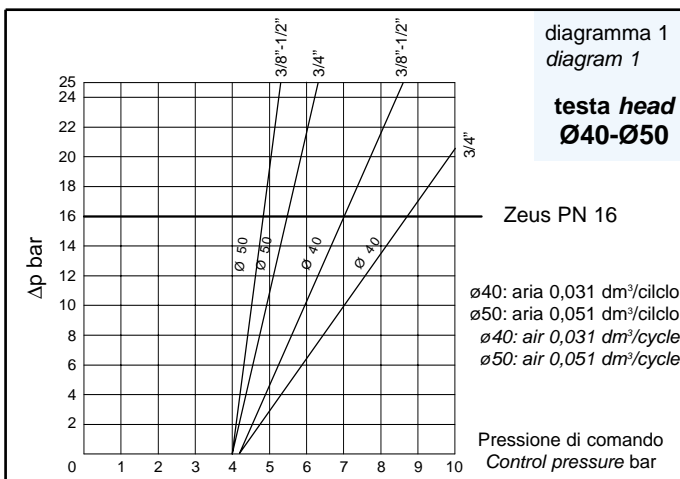 3/8"-1/2"
3/4"
3/8"-1/2"
3/4"
diagramma 1
diagram 1
testa head
Ø40-Ø50
25
24
22
20
18
16
14
12
10
8
6
4
2
Δp bar
Ø 50
Ø 50
Ø 40
Ø 40
Zeus PN 16
ø40: aria 0,031 dm³/cilclo
ø50: aria 0,051 dm³/cilclo
ø40: air 0,031 dm³/cycle
ø50: air 0,051 dm³/cycle
0 1 2 3 4 5 6 7 8 9 10
Pressione di comando
Control pressure bar